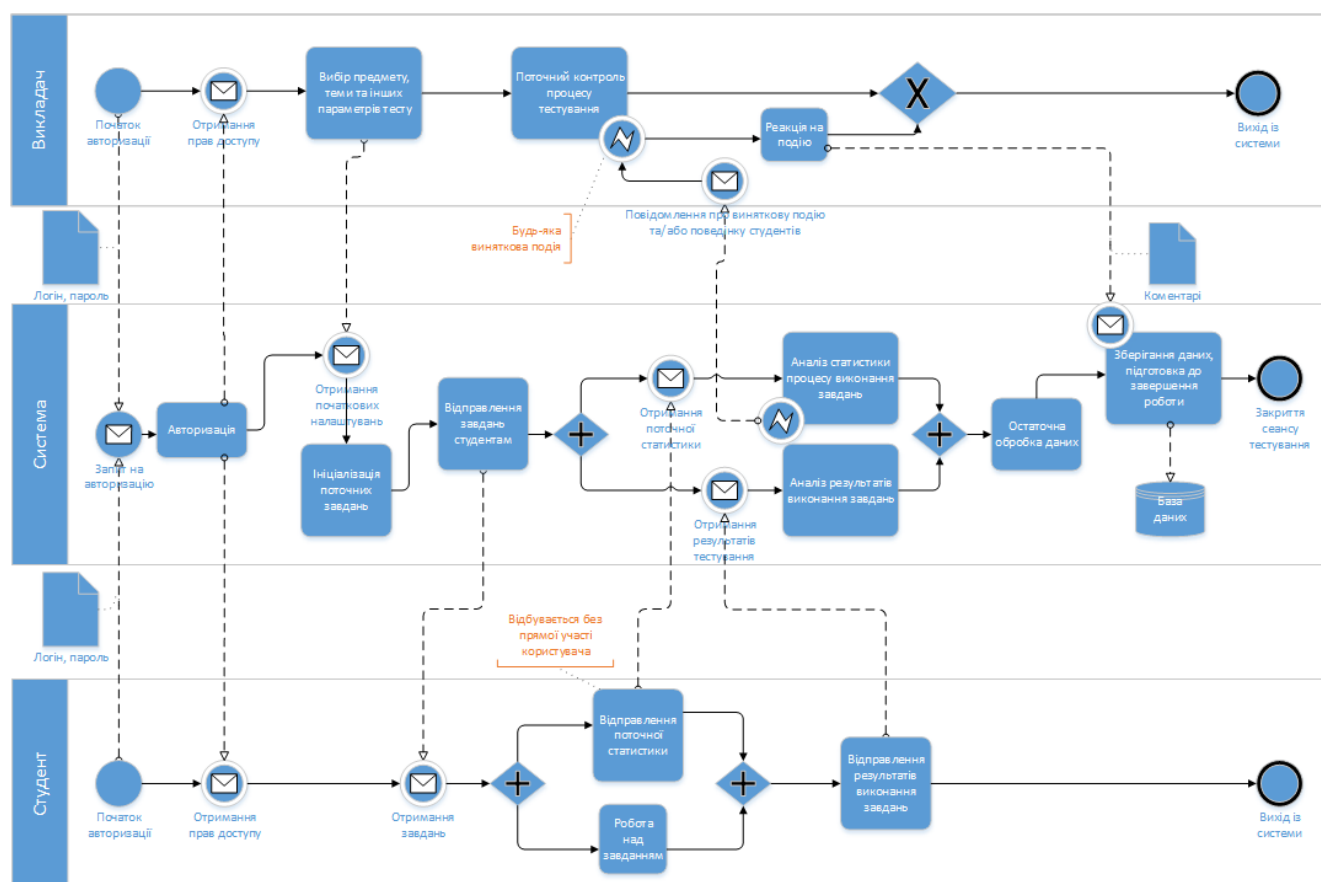 Викладач
Початок
авторизації
Отримання
прав доступу
Вибір предмету,
теми та інших
параметрів тесту
Поточний контроль
процесу
тестування
Реакція на
подію
Вихід із
системи
Повідомлення про виняткову подію
та/або поведінку студентів
Будь-яка
виняткова подія
Логін, пароль
Коментарі
Система
Запит на
авторизацію
Авторизація
Отримання
початкових
налаштувань
Ініціалізація
поточних
завдань
Відправлення
завдань
студентам
Отримання
поточної
статистики
Отримання
результатів
тестування
Аналіз статистики
процесу виконання
завдань
Аналіз результатів
виконання завдань
Остаточна
обробка даних
Зберігання даних,
підготовка до
завершення
роботи
База
даних
Закриття
сеансу
тестування
Логін, пароль
Відбувається без
прямої участі
користувача
Студент
Початок
авторизації
Отримання
прав доступу
Отримання
завдань
Відправлення
поточної
статистики
Робота
над
завданням
Відправлення
результатів
виконання
завдань
Вихід із
системи